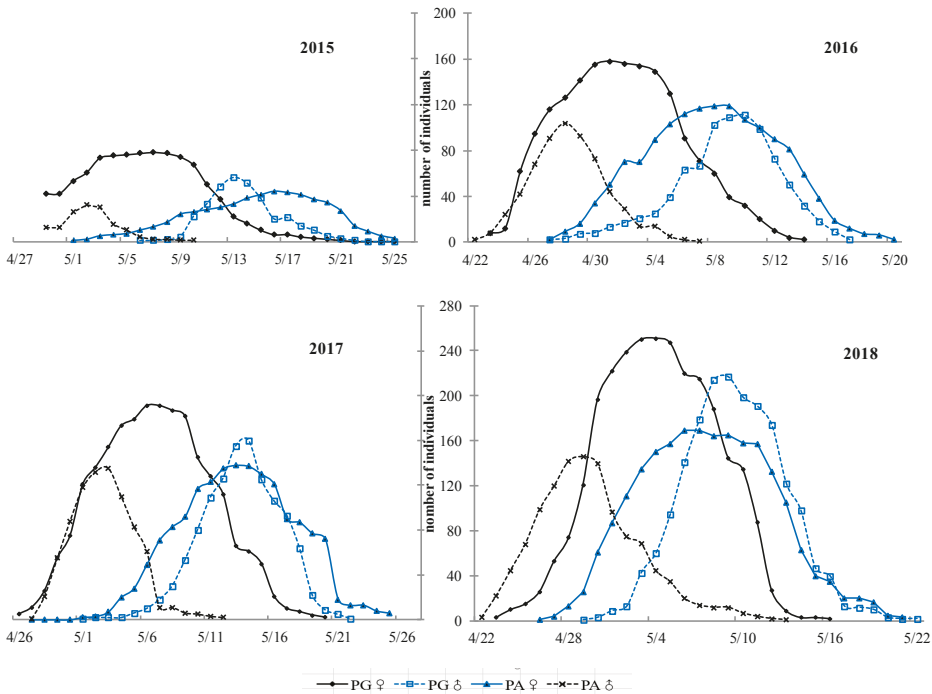 2015
4/27 5/1 5/5 5/9 5/13 5/17 5/21 5/25
number of individuals
200
160
120
80
40
0
2016
4/22 4/26 4/30 5/4 5/8 5/12 5/16 5/20
2017
4/26 5/1 5/6 5/11 5/16 5/21 5/26
nomber of individuals
280
240
200
160
120
80
40
0
2018
4/22 4/28 5/4 5/10 5/16 5/22
PG ♀ PG ♂ PA ♀ PA ♂